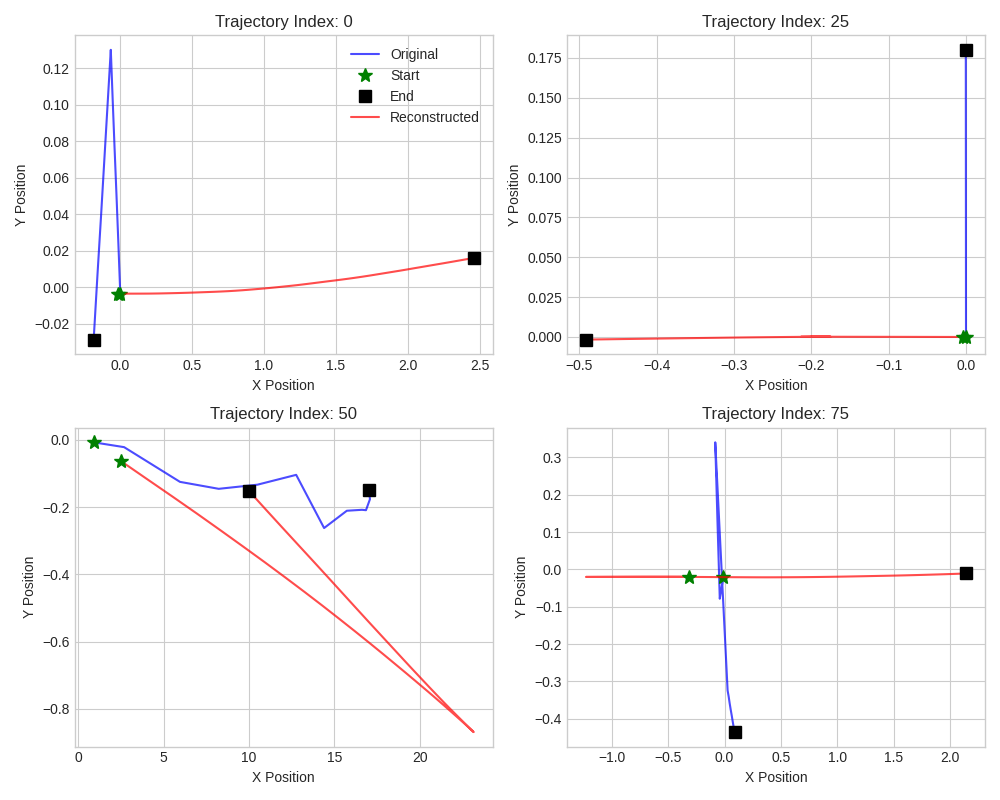 Trajectory Index: 0
Y Position
0.12
0.10
0.08
0.06
0.04
0.02
0.00
−0.02
Original
Start
End
Reconstructed
0.0 0.5 1.0 1.5 2.0 2.5
X Position
Trajectory Index: 25
Y Position
0.175
0.150
0.125
0.100
0.075
0.050
0.025
0.000
−0.5 −0.4 −0.3 −0.2 −0.1 0.0
X Position
Trajectory Index: 50
Y Position
0.0
−0.2
−0.4
−0.6
−0.8
0 5 10 15 20
X Position
Trajectory Index: 75
Y Position
0.3
0.2
0.1
0.0
−0.1
−0.2
−0.3
−0.4
−1.0 −0.5 0.0 0.5 1.0 1.5 2.0
X Position